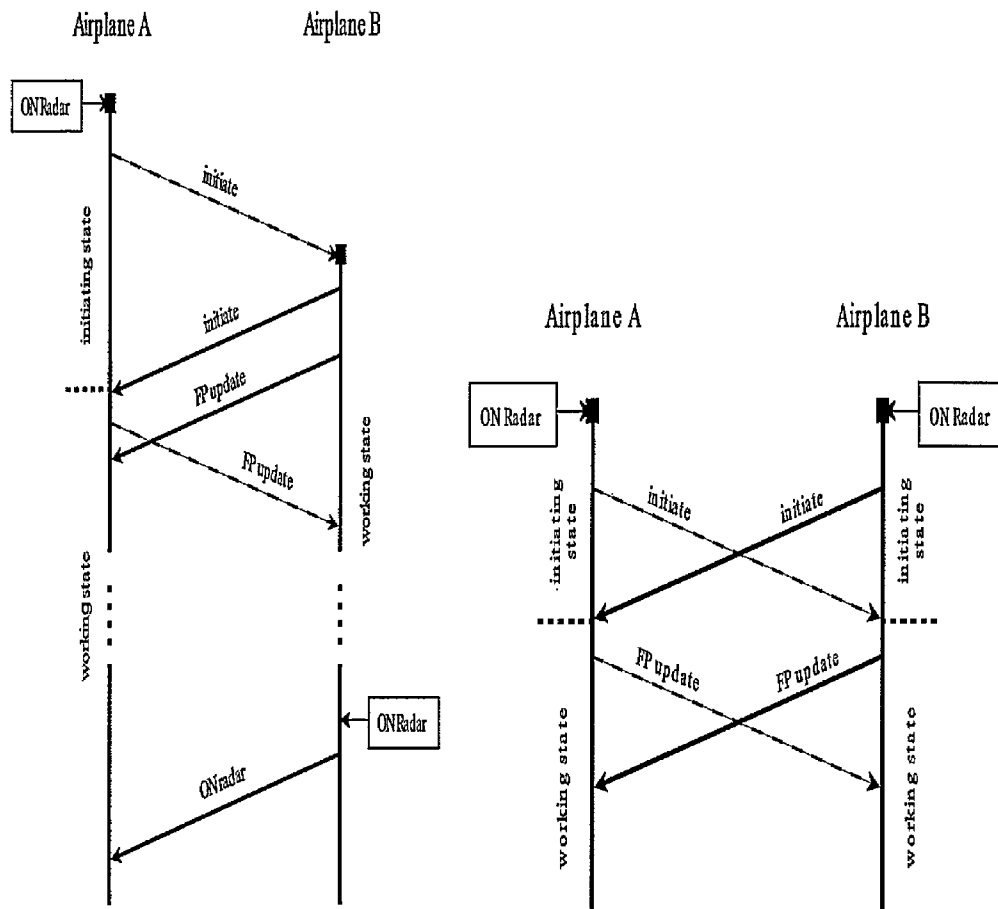 Airplane A
Airplane B
ONRadar
initiate
initiating state
initiate
FP update
FP update
working state
working state
ONRadar
ONradar
Airplane A
Airplane B
ON Radar
ON Radar
initiate
initiate
initiating
state
initiating
state
FP update
FP update
working state
working state